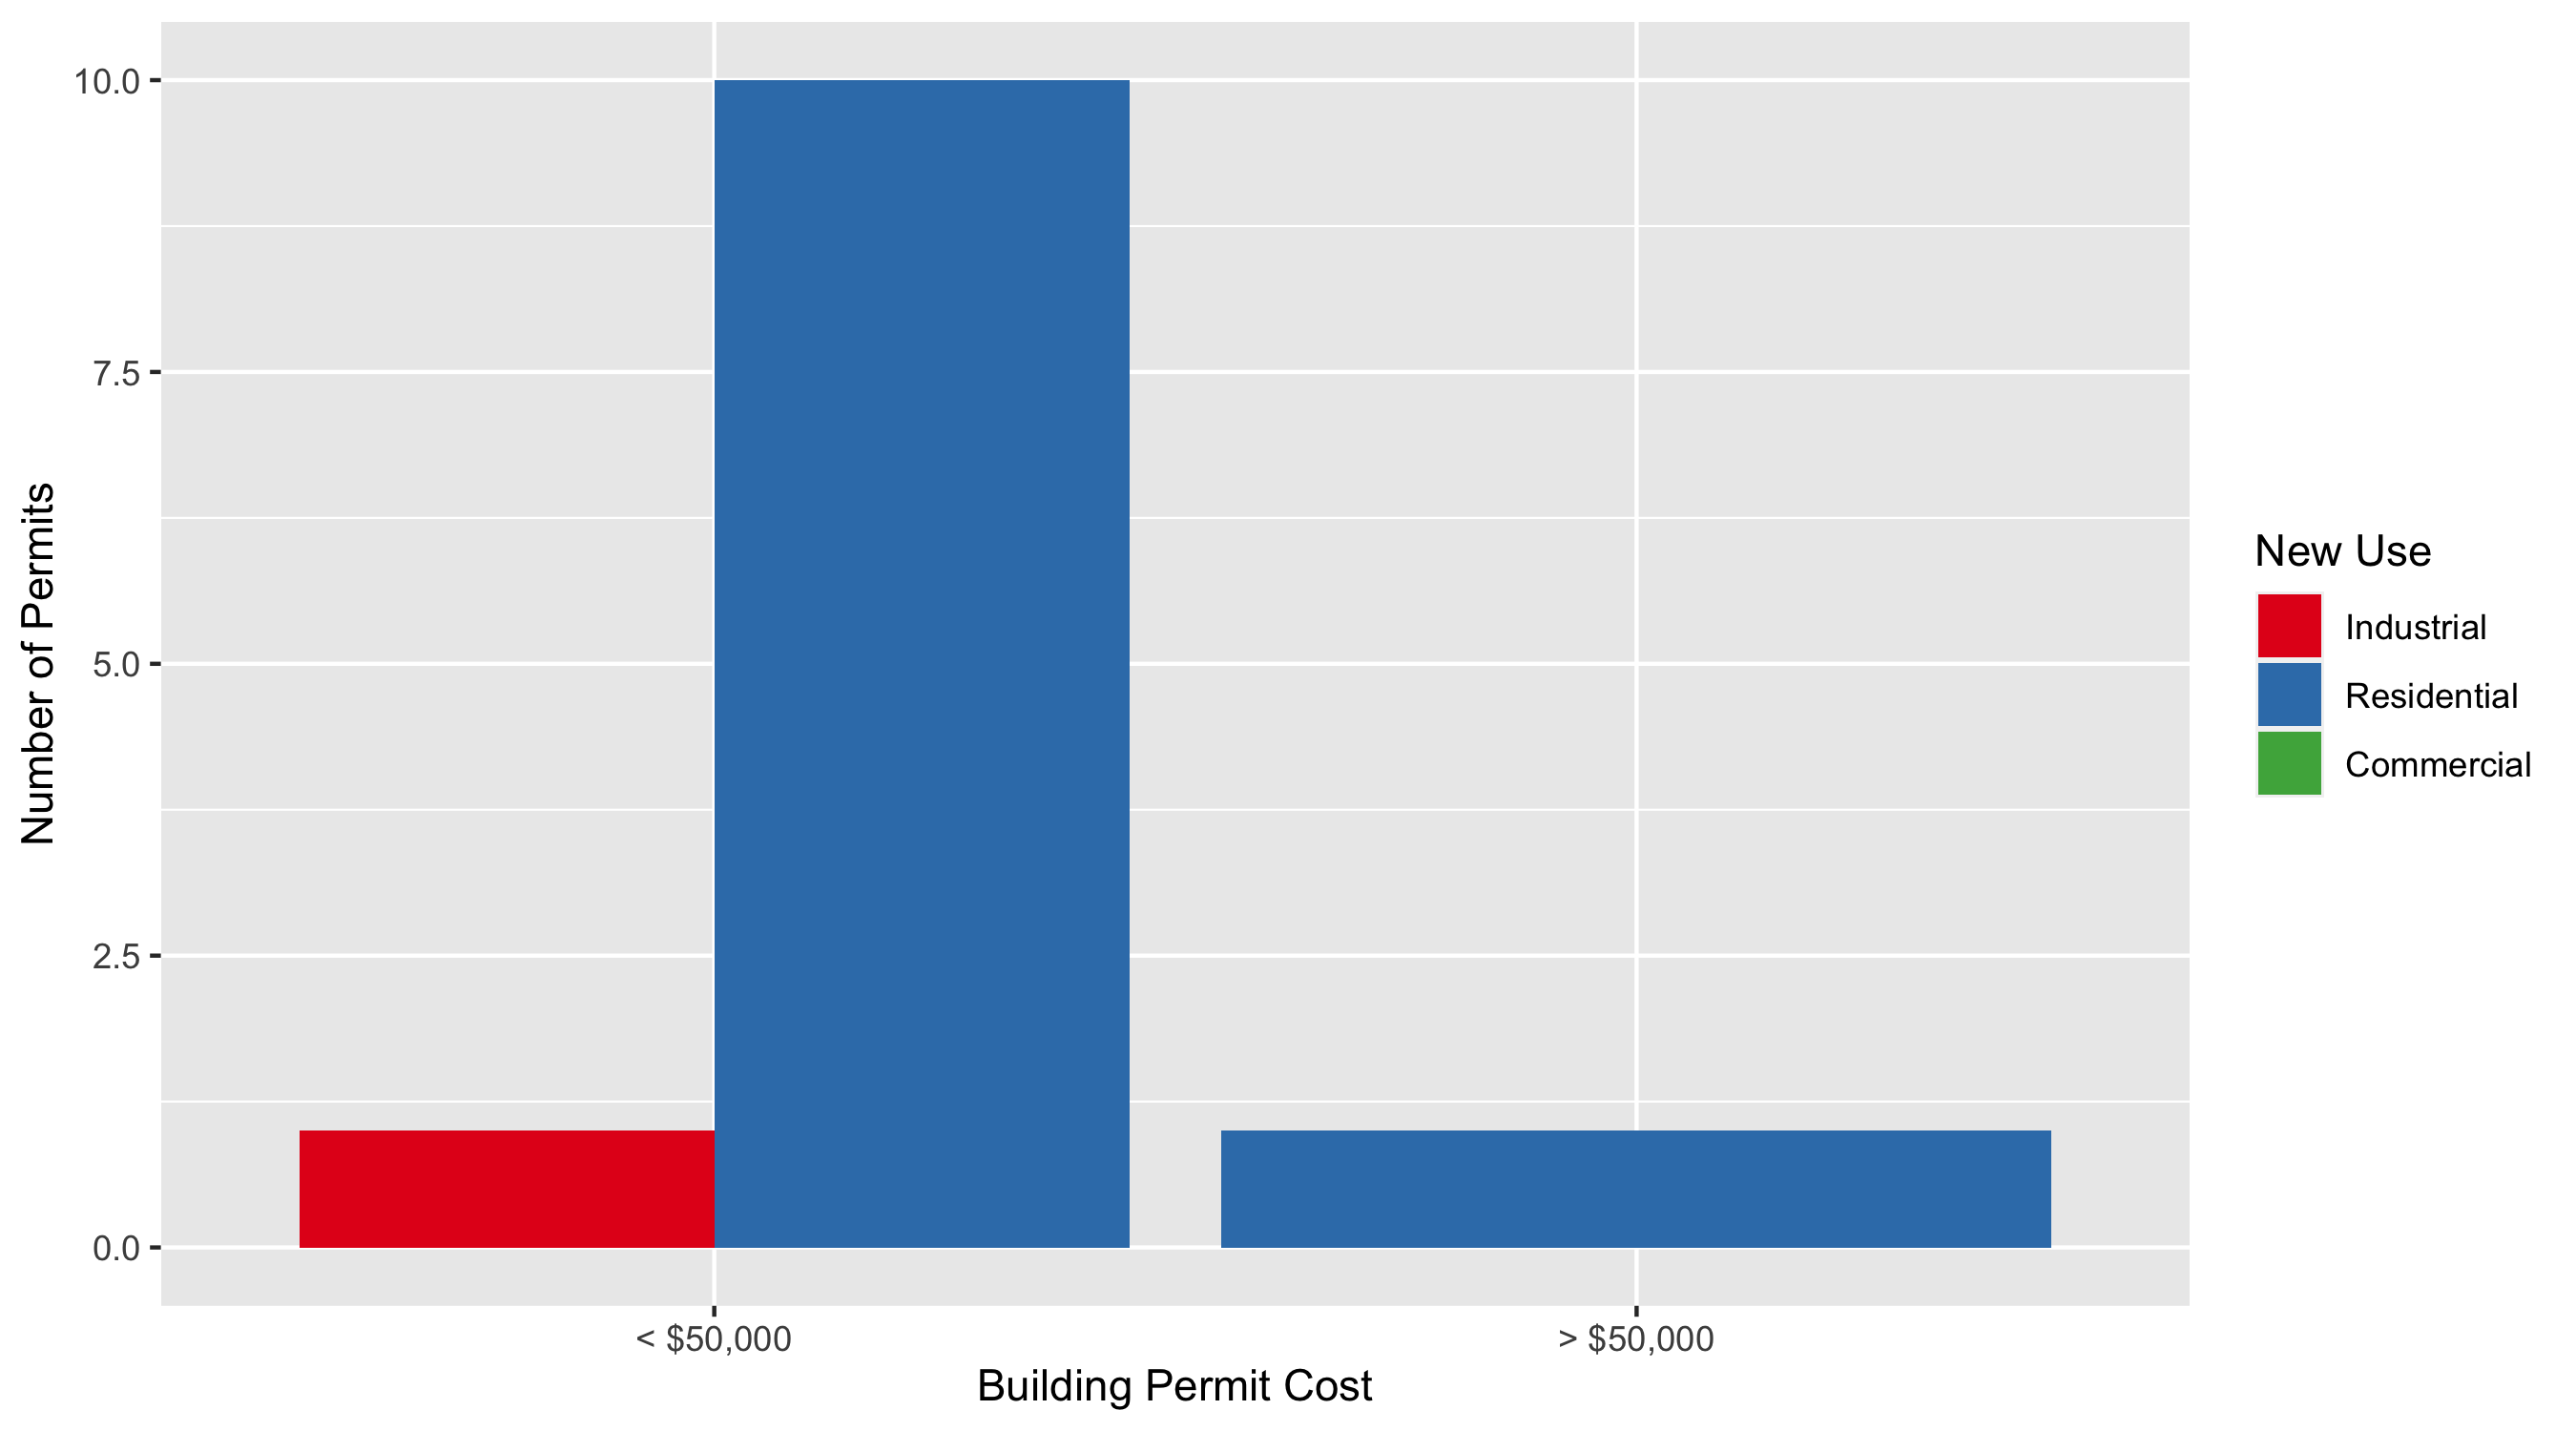 10.0
7.5
5.0
2.5
0.0
Number of Permits
< $50,000
> $50,000
Building Permit Cost
New Use
Industrial
Residential
Commercial